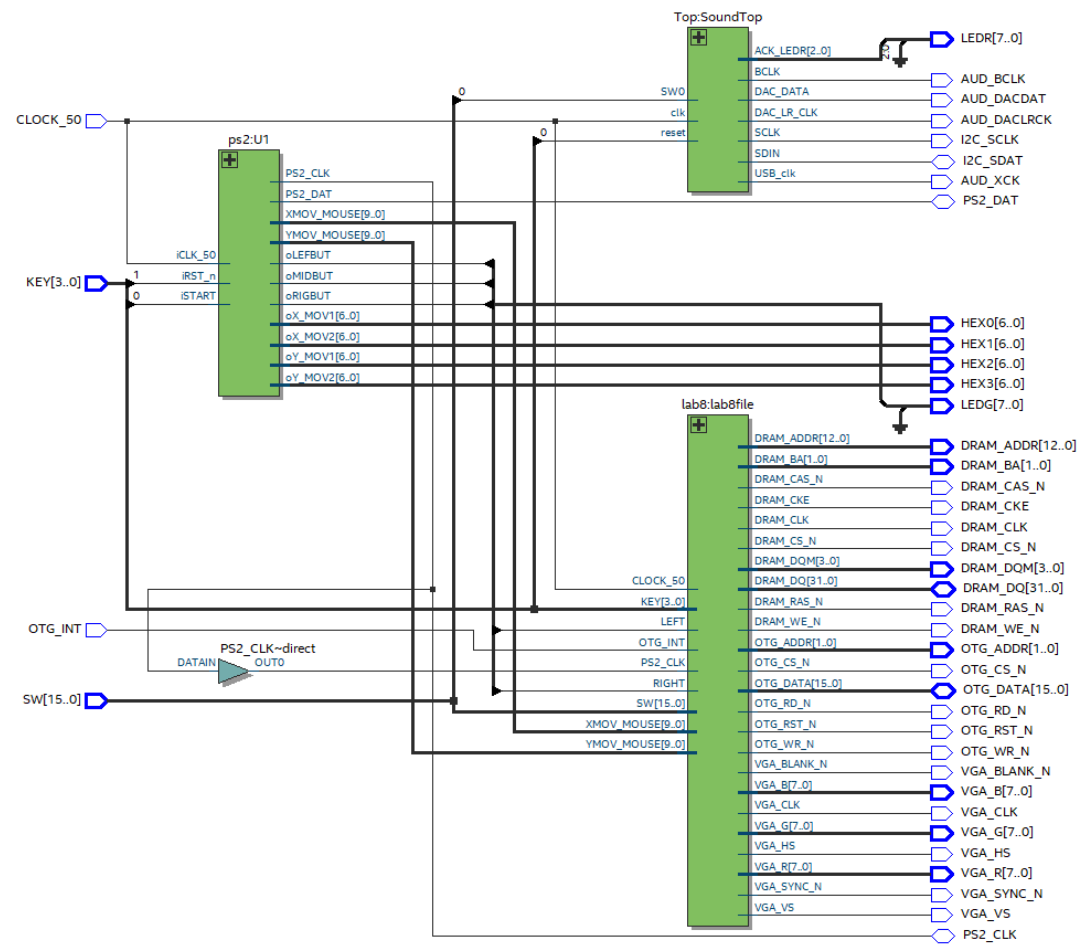 Top:SoundTop
ACK_LEDR[2..0]
2:0
LEDR[7..0]
BCLK
AUD_BCLK
SW0
0
DAC_DATA
AUD_DACDAT
CLOCK_50
clk
DAC_LR_CLK
AUD_DACLRCK
reset
0
SCLK
I2C_SCLK
SDIN
I2C_SDAT
USB_clk
AUD_XCK
ps2:U1
PS2_CLK
PS2_DAT
PS2_DAT
XMOV_MOUSE[9..0]
YMOV_MOUSE[9..0]
iCLK_50
oLEFBUT
KEY[3..0]
1
iRST_n
oMIDBUT
0
iSTART
oRIGBUT
oX_MOV1[6..0]
HEX0[6..0]
oX_MOV2[6..0]
HEX1[6..0]
oY_MOV1[6..0]
HEX2[6..0]
oY_MOV2[6..0]
HEX3[6..0]
LEDG[7..0]
lab8:lab8file
DRAM_ADDR[12..0]
DRAM_ADDR[12..0]
DRAM_BA[1..0]
DRAM_BA[1..0]
DRAM_CAS_N
DRAM_CAS_N
DRAM_CKE
DRAM_CKE
DRAM_CLK
DRAM_CLK
DRAM_CS_N
DRAM_CS_N
DRAM_DQM[3..0]
DRAM_DQM[3..0]
CLOCK_50
DRAM_DQ[31..0]
DRAM_DQ[31..0]
KEY[3..0]
DRAM_RAS_N
DRAM_RAS_N
OTG_INT
LEFT
DRAM_WE_N
DRAM_WE_N
OTG_INT
OTG_ADDR[1..0]
OTG_ADDR[1..0]
PS2_CLK~direct
DATAIN
OUT0
PS2_CLK
OTG_CS_N
OTG_CS_N
RIGHT
OTG_DATA[15..0]
OTG_DATA[15..0]
SW[15..0]
SW[15..0]
OTG_RD_N
OTG_RD_N
XMOV_MOUSE[9..0]
OTG_RST_N
OTG_RST_N
YMOV_MOUSE[9..0]
OTG_WR_N
OTG_WR_N
VGA_BLANK_N
VGA_BLANK_N
VGA_B[7..0]
VGA_B[7..0]
VGA_CLK
VGA_CLK
VGA_G[7..0]
VGA_G[7..0]
VGA_HS
VGA_HS
VGA_R[7..0]
VGA_R[7..0]
VGA_SYNC_N
VGA_SYNC_N
VGA_VS
VGA_VS
PS2_CLK